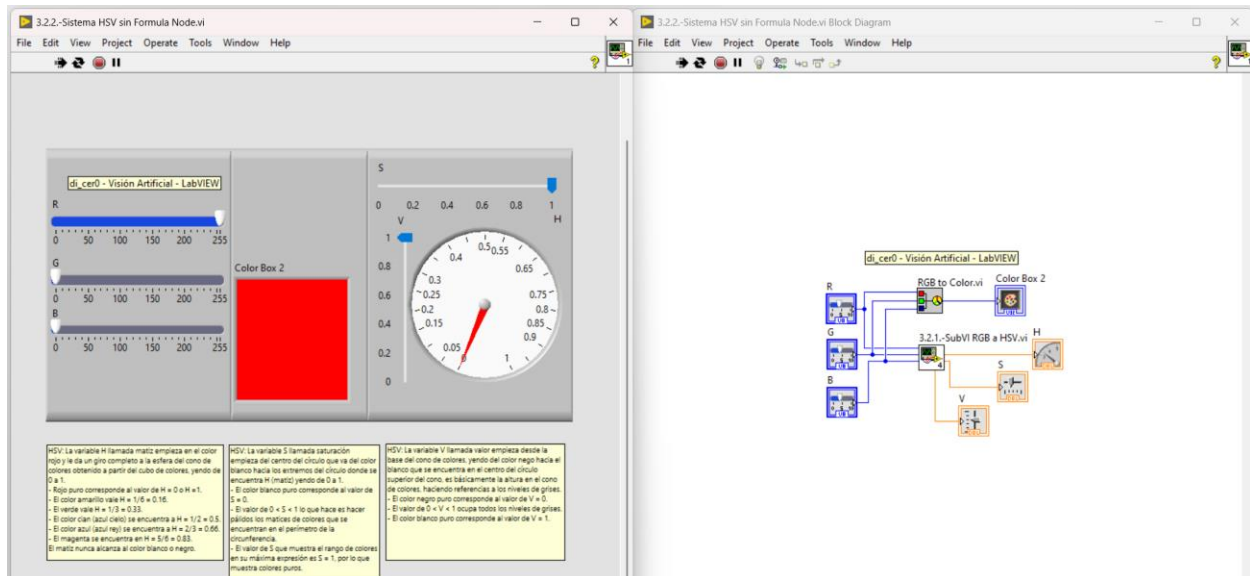 3.2.2.-Sistema HSV sin Formula Node.vi
File Edit View Project Operate Tools Window Help
di_cer0 - Visión Artificial - LabVIEW
R
0 50 100 150 200 255
G
0 50 100 150 200 255
B
0 50 100 150 200 255
Color Box 2
S
0 0.2 0.4 0.6 0.8 1
V
1
0.8
0.6
0.4
0.2
0
H
0
0.05
0.15
0.2
0.25
0.3
0.4
0.5
0.55
0.65
0.75
0.8
0.85
0.9
1
HSV: La variable H llamada matiz empieza en el color
rojo y le da un giro completo a la esfera del cono de
colores obtenido a partir del cubo de colores, yendo de
0 a 1.
- Rojo puro corresponde al valor de H = 0 o H =1.
- El color amarillo vale H = 1/6 = 0.16.
- El verde vale H = 1/3 = 0.33.
- El color cian (azul cielo) se encuentra a H = 1/2 = 0.5.
- El color azul (azul rey) se encuentra a H = 2/3 = 0.66.
- El magenta se encuentra en H = 5/6 = 0.83.
El matiz nunca alcanza al color blanco o negro.
HSV: La variable S llamada saturación
empieza del centro del círculo que va del color
blanco hacia los extremos del círculo donde se
encuentra H (matiz) yendo de 0 a 1.
- El color blanco puro corresponde al valor de
S = 0.
- El valor de 0 < S < 1 lo que hace es hacer
pálidos los matices de colores que se
encuentran en el perímetro de la
circunferencia.
- El valor de S que muestra el rango de colores
en su máxima expresión es S = 1, por lo que
muestra colores puros.
HSV: La variable V llamada valor empieza desde la
base del cono de colores, yendo del color nego hacia el
blanco que se encuentra en el centro del círculo
superior del cono, es básicamente la altura en el cono
de colores, haciendo referencias a los niveles de grises.
- El color negro puro corresponde al valor de V = 0.
- El valor de 0 < V < 1 ocupa todos los niveles de grises.
- El color blanco puro corresponde al valor de V = 1.
3.2.2.-Sistema HSV sin Formula Node.vi Block Diagram
File Edit View Project Operate Tools Window Help
di_cer0 - Visión Artificial - LabVIEW
R
RGB to Color.vi
Color Box 2
G
3.2.1.-SubVI RGB a HSV.vi
H
B
S
V